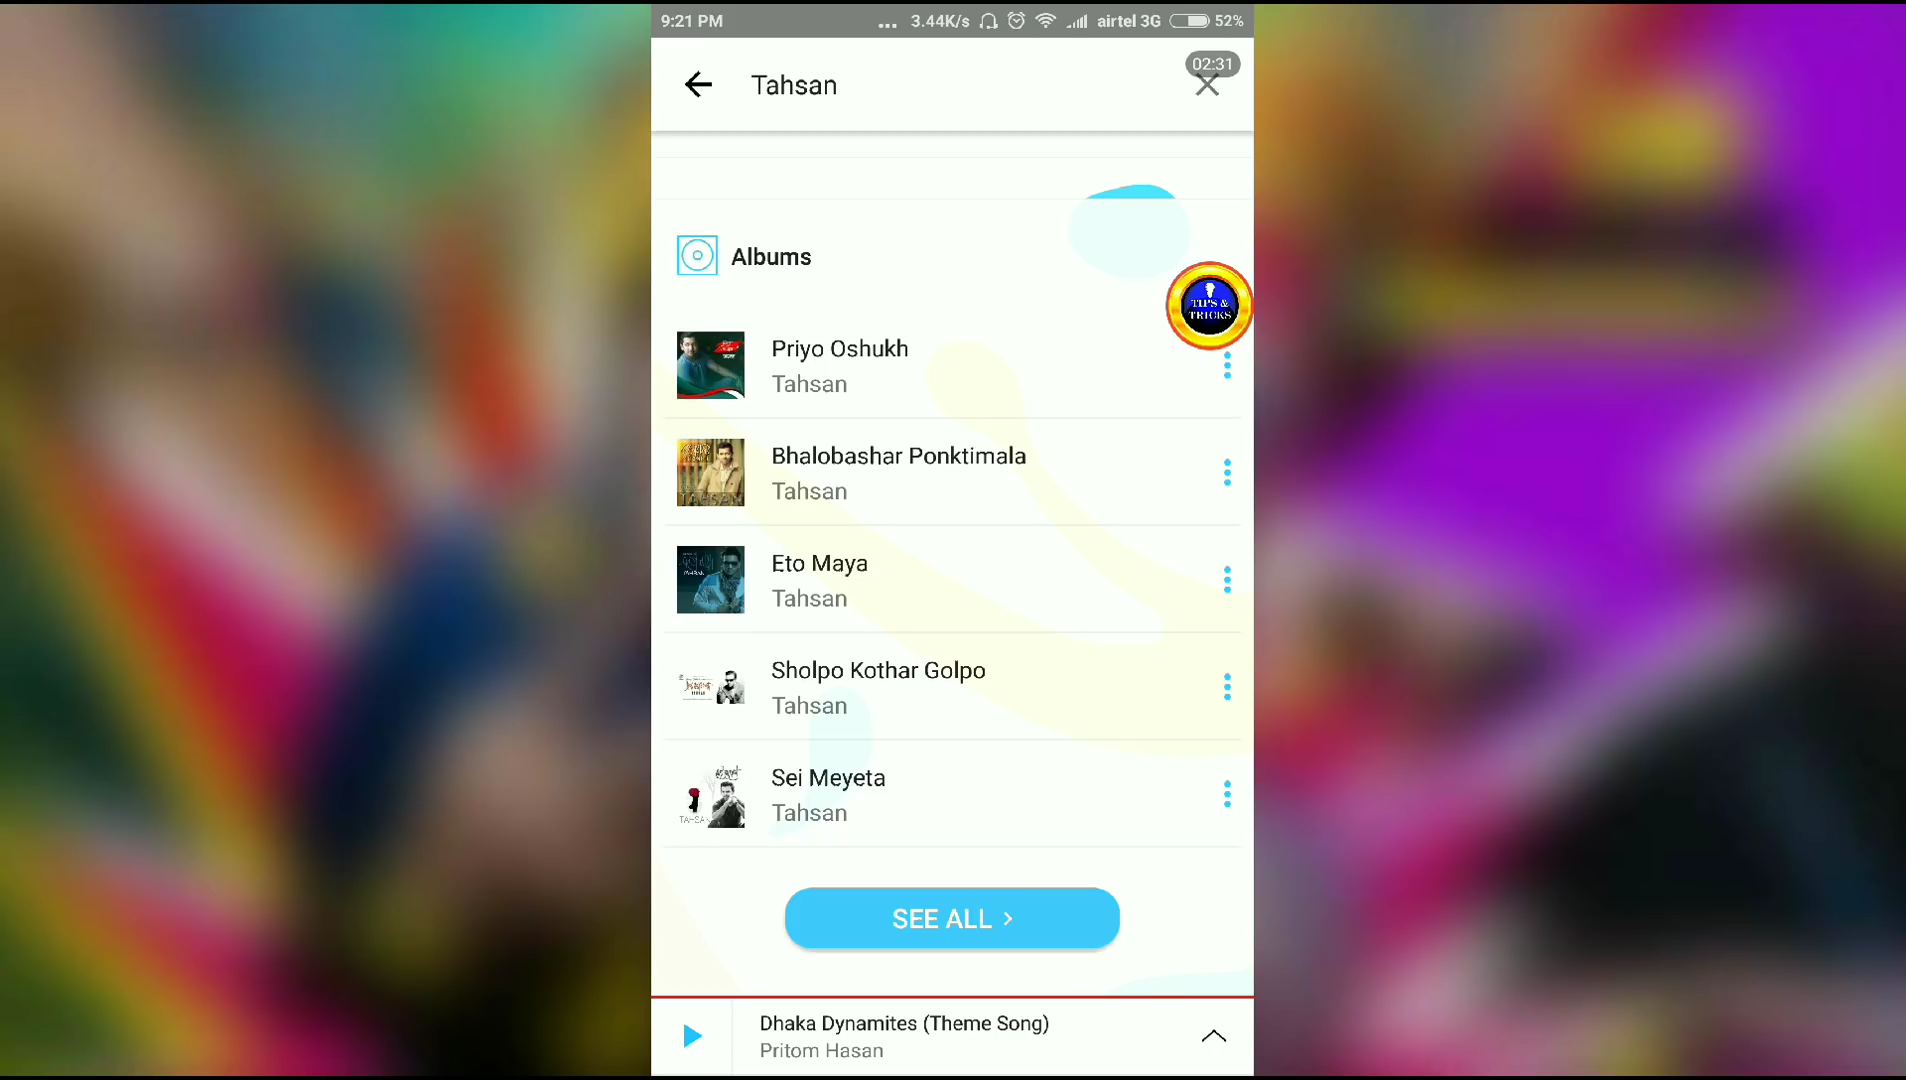 9:21 PM ... 3.44K/s airtel 3G 52%
02:31
Tahsan
Albums
TIPS &
TRICKS
Priyo Oshukh
Tahsan
Bhalobashar Ponktimala
Tahsan
TAHSAN
Eto Maya
Tahsan
Sholpo Kothar Golpo
Tahsan
Sei Meyeta
Tahsan
TAHSAN
SEE ALL >
Dhaka Dynamites (Theme Song)
Pritom Hasan